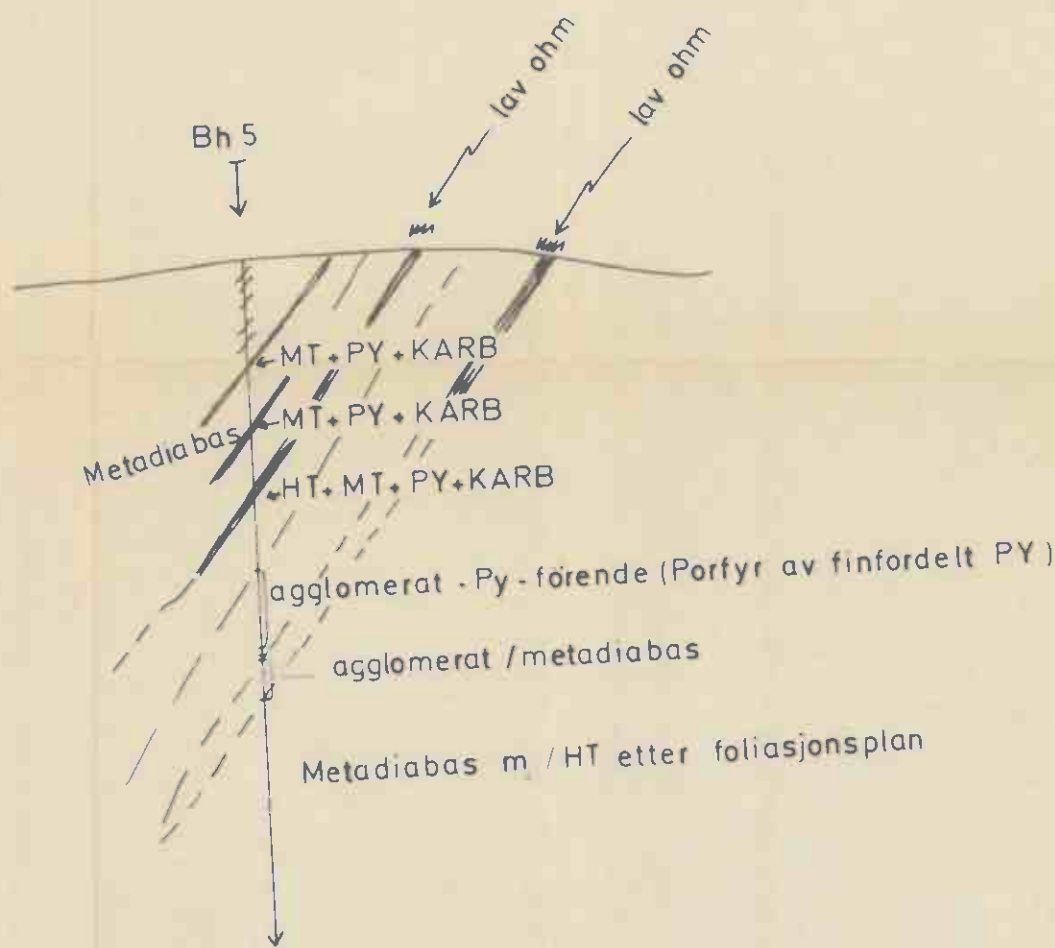 lav ohm
lav ohm
Bh 5
MT+PY+KARB
MT+PY+KARB
Metadiabas
HT+MT+PY+KARB
agglomerat - Py-førende (Porfyr av finfordelt PY)
agglomerat / metadiabas
Metadiabas m / HT etter foliasjonsplan